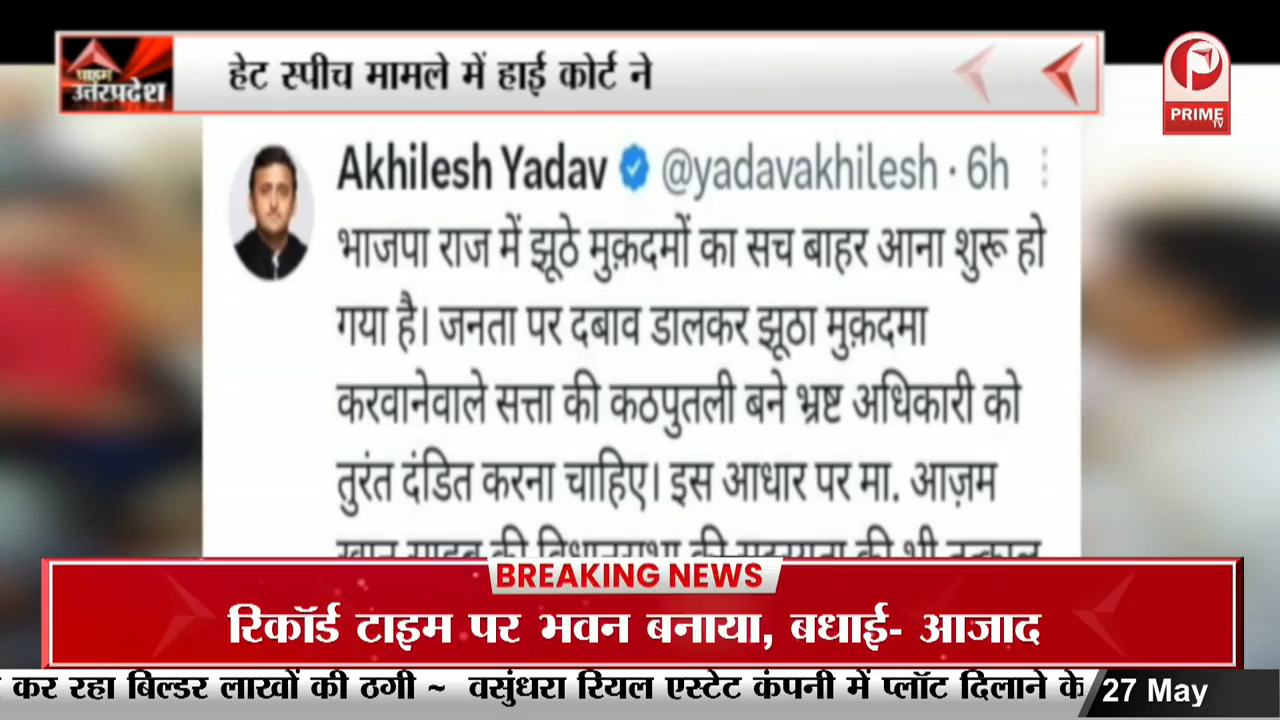 हेट स्पीच मामले में हाई कोर्ट ने
प्राइम
उत्तरप्रदेश
PRIME
TV
Akhilesh Yadav @yadavakhilesh · 6h
भाजपा राज में झूठे मुक़दमों का सच बाहर आना शुरू हो
गया है। जनता पर दबाव डालकर झूठा मुक़दमा
करवानेवाले सत्ता की कठपुतली बने भ्रष्ट अधिकारी को
तुरंत दंडित करना चाहिए। इस आधार पर मा. आज़म
BREAKING NEWS
रिकॉर्ड टाइम पर भवन बनाया, बधाई- आजाद
कर रहा बिल्डर लाखों की ठगी ~ वसुंधरा रियल एस्टेट कंपनी में प्लॉट दिलाने के
27 May